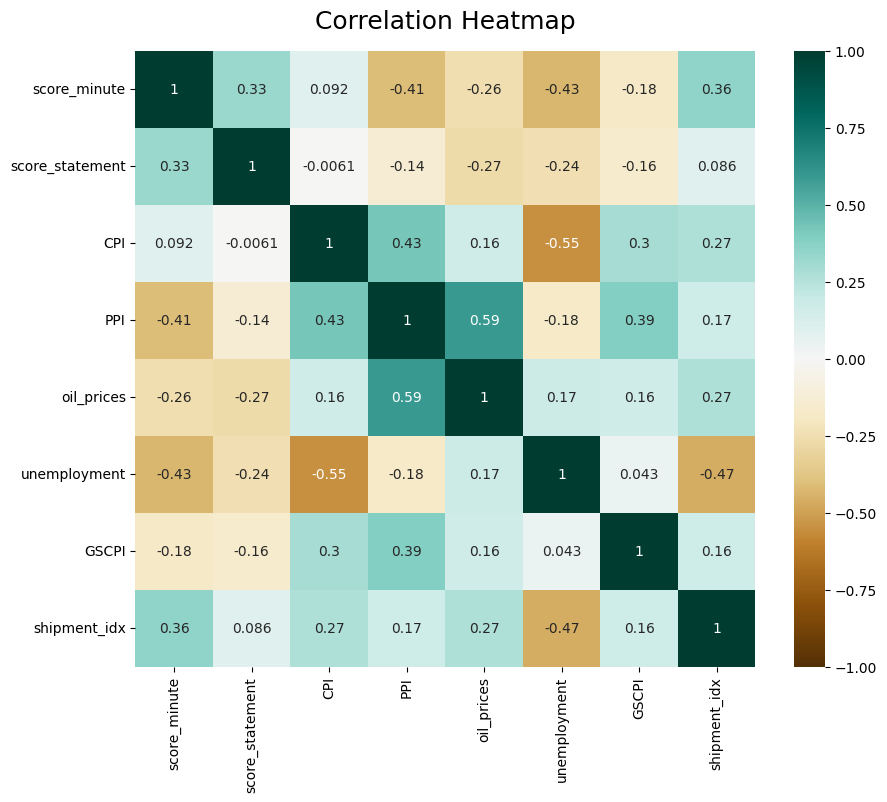 Correlation Heatmap
score_minute 1 0.33 0.092 -0.41 -0.26 -0.43 -0.18 0.36
score_statement 0.33 1 -0.0061 -0.14 -0.27 -0.24 -0.16 0.086
CPI 0.092 -0.0061 1 0.43 0.16 -0.55 0.3 0.27
PPI -0.41 -0.14 0.43 1 0.59 -0.18 0.39 0.17
oil_prices -0.26 -0.27 0.16 0.59 1 0.17 0.16 0.27
unemployment -0.43 -0.24 -0.55 -0.18 0.17 1 0.043 -0.47
GSCPI -0.18 -0.16 0.3 0.39 0.16 0.043 1 0.16
shipment_idx 0.36 0.086 0.27 0.17 0.27 -0.47 0.16 1
score_minute
score_statement
CPI
PPI
oil_prices
unemployment
GSCPI
shipment_idx
1.00
0.75
0.50
0.25
0.00
−0.25
−0.50
−0.75
−1.00